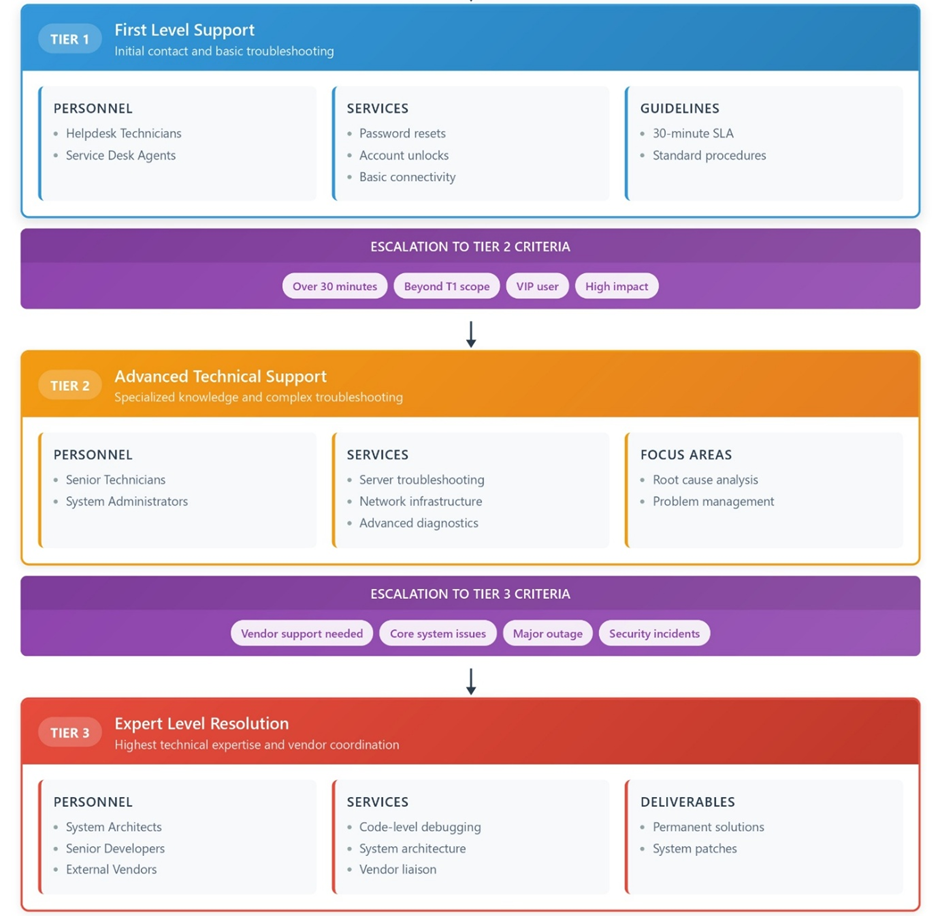 TIER 1
First Level Support
Initial contact and basic troubleshooting
PERSONNEL
• Helpdesk Technicians
• Service Desk Agents
SERVICES
• Password resets
• Account unlocks
• Basic connectivity
GUIDELINES
• 30-minute SLA
• Standard procedures
ESCALATION TO TIER 2 CRITERIA
Over 30 minutes
Beyond T1 scope
VIP user
High impact
TIER 2
Advanced Technical Support
Specialized knowledge and complex troubleshooting
PERSONNEL
• Senior Technicians
• System Administrators
SERVICES
• Server troubleshooting
• Network infrastructure
• Advanced diagnostics
FOCUS AREAS
• Root cause analysis
• Problem management
ESCALATION TO TIER 3 CRITERIA
Vendor support needed
Core system issues
Major outage
Security incidents
TIER 3
Expert Level Resolution
Highest technical expertise and vendor coordination
PERSONNEL
• System Architects
• Senior Developers
• External Vendors
SERVICES
• Code-level debugging
• System architecture
• Vendor liaison
DELIVERABLES
• Permanent solutions
• System patches